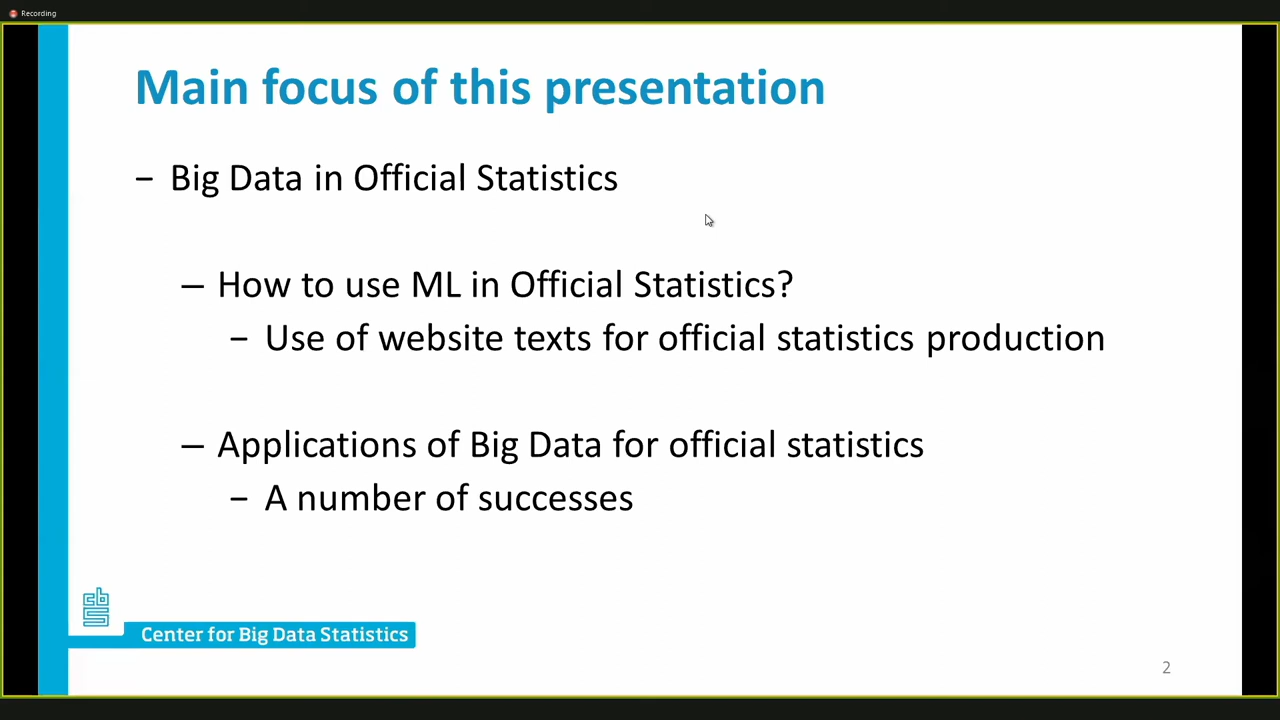 Recording
Main focus of this presentation
− Big Data in Official Statistics
– How to use ML in Official Statistics?
− Use of website texts for official statistics production
– Applications of Big Data for official statistics
− A number of successes
cbs
Center for Big Data Statistics
2